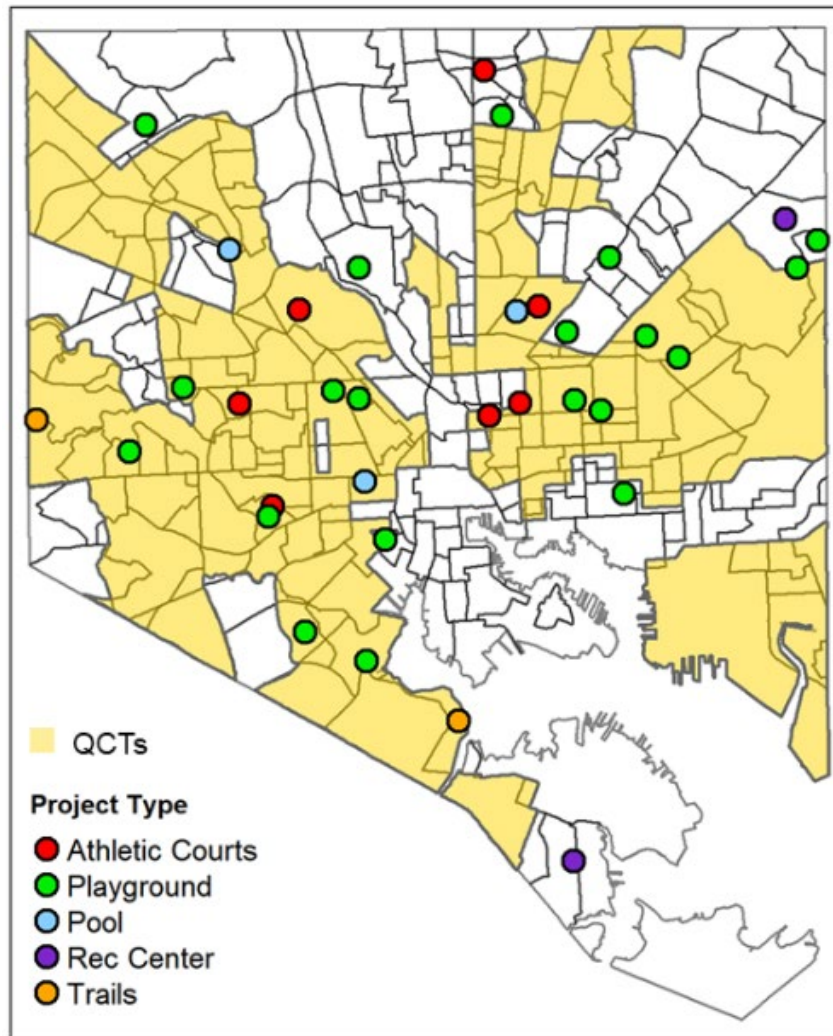 QCTs
Project Type
Athletic Courts
Playground
Pool
Rec Center
Trails